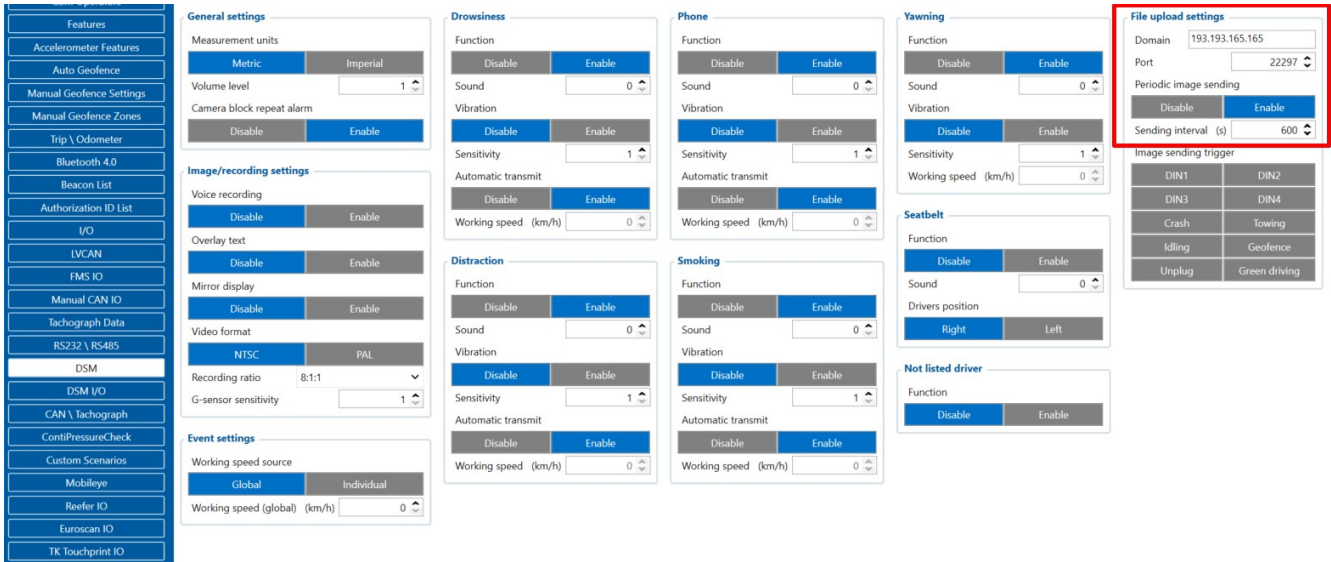 Features
Accelerometer Features
Auto Geofence
Manual Geofence Settings
Manual Geofence Zones
Trip \ Odometer
Bluetooth 4.0
Beacon List
Authorization ID List
I/O
LVCAN
FMS IO
Manual CAN IO
Tachograph Data
RS232 \ RS485
DSM
DSM I/O
CAN \ Tachograph
ContiPressureCheck
Custom Scenarios
Mobileye
Reefer IO
Euroscan IO
TK Touchprint IO
General settings
Measurement units
Metric Imperial
Volume level 1
Camera block repeat alarm
Disable Enable
Image/recording settings
Voice recording
Disable Enable
Overlay text
Disable Enable
Mirror display
Disable Enable
Video format
NTSC PAL
Recording ratio 8:1:1
G-sensor sensitivity 1
Event settings
Working speed source
Global Individual
Working speed (global) (km/h) 0
Drowsiness
Function
Disable Enable
Sound 0
Vibration
Disable Enable
Sensitivity 1
Automatic transmit
Disable Enable
Working speed (km/h) 0
Distraction
Function
Disable Enable
Sound 0
Vibration
Disable Enable
Sensitivity 1
Automatic transmit
Disable Enable
Working speed (km/h) 0
Phone
Function
Disable Enable
Sound 0
Vibration
Disable Enable
Sensitivity 1
Automatic transmit
Disable Enable
Working speed (km/h) 0
Smoking
Function
Disable Enable
Sound 0
Vibration
Disable Enable
Sensitivity 1
Automatic transmit
Disable Enable
Working speed (km/h) 0
Yawning
Function
Disable Enable
Sound 0
Vibration
Disable Enable
Sensitivity 1
Working speed (km/h) 0
Seatbelt
Function
Disable Enable
Sound 0
Drivers position
Right Left
Not listed driver
Function
Disable Enable
File upload settings
Domain 193.193.165.165
Port 22297
Periodic image sending
Disable Enable
Sending interval (s) 600
Image sending trigger
DIN1 DIN2
DIN3 DIN4
Crash Towing
Idling Geofence
Unplug Green driving